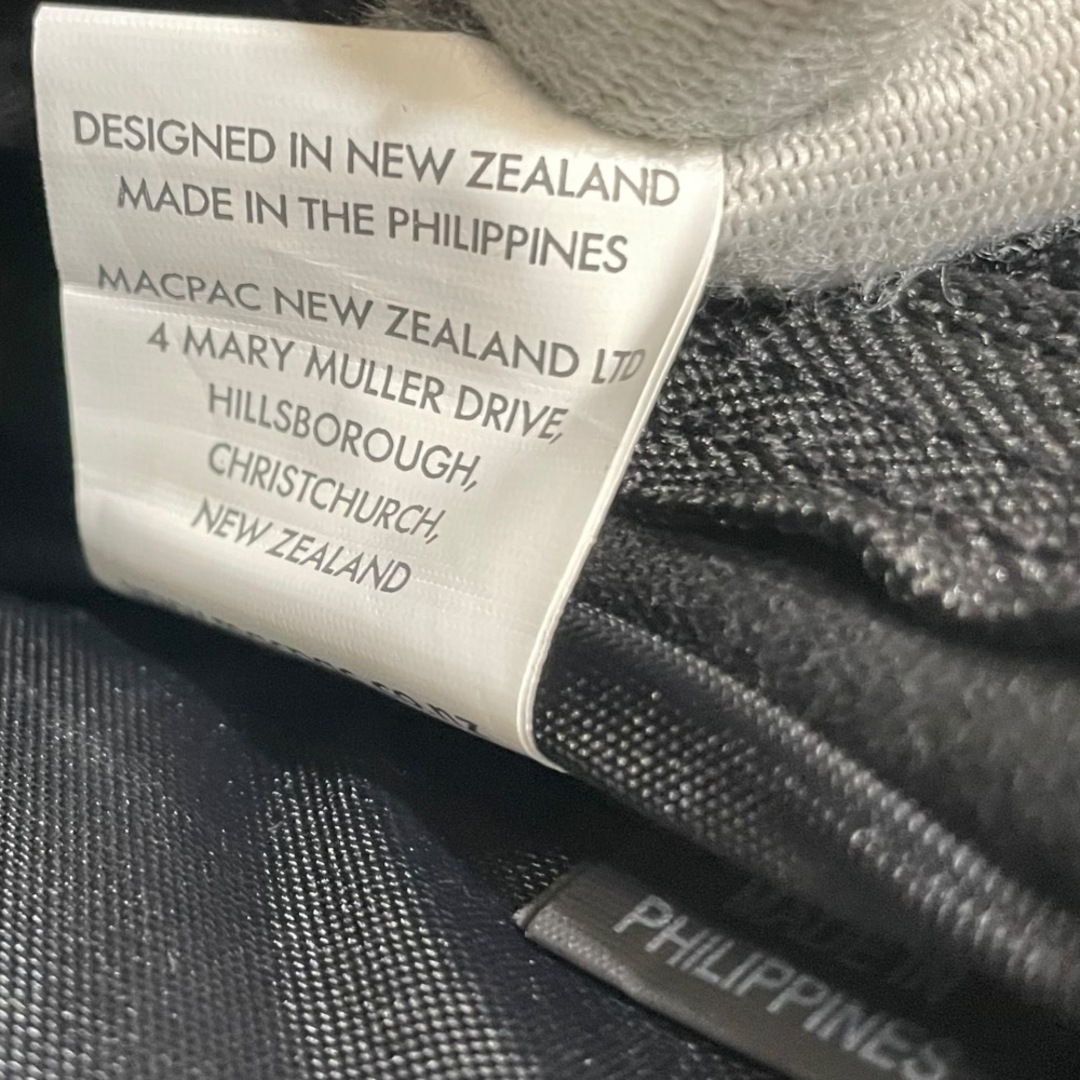 DESIGNED IN NEW ZEALAND
MADE IN THE PHILIPPINES
MACPAC NEW ZEALAND LTD
4 MARY MULLER DRIVE,
HILLSBOROUGH,
CHRISTCHURCH,
NEW ZEALAND
PHILIPPINES